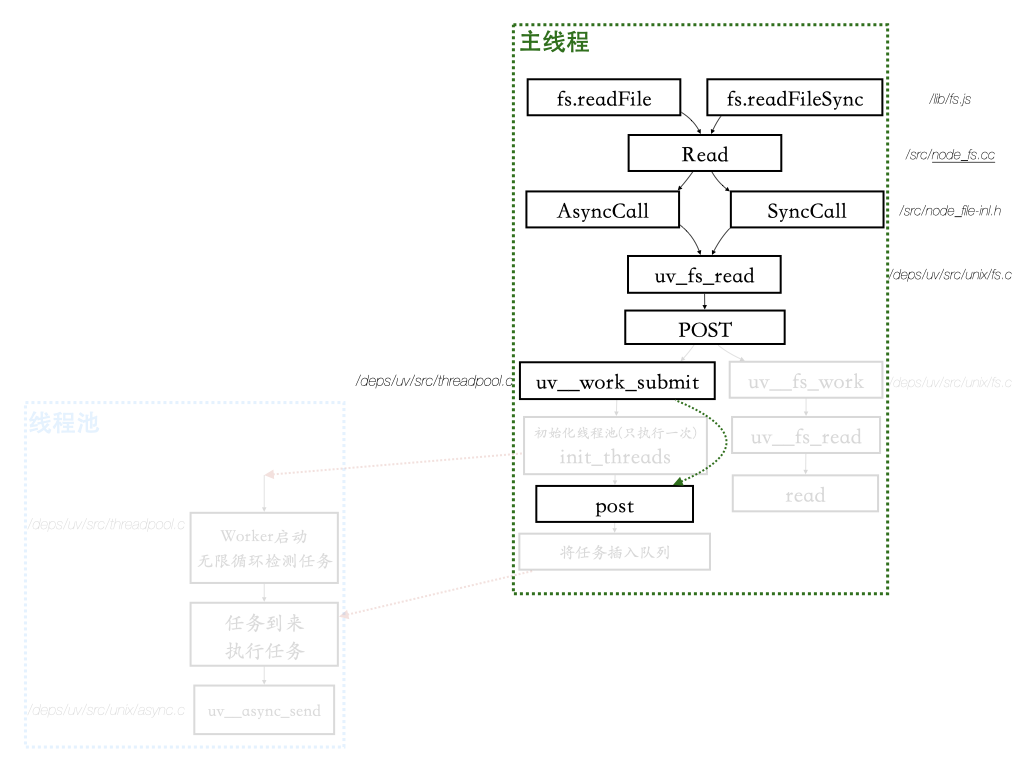 主线程
fs.readFile
fs.readFileSync
/lib/fs.js
Read
/src/node_fs.cc
AsyncCall
SyncCall
/src/node_file-inl.h
uv_fs_read
/deps/uv/src/unix/fs.c
POST
/deps/uv/src/threadpool.c
uv__work_submit
uv__fs_work
/deps/uv/src/unix/fs.c
线程池
初始化线程池(只执行一次)
init_threads
uv__fs_read
post
read
/deps/uv/src/threadpool.c
Worker启动
无限循环检测任务
将任务插入队列
任务到来
执行任务
/deps/uv/src/unix/async.c
uv__async_send